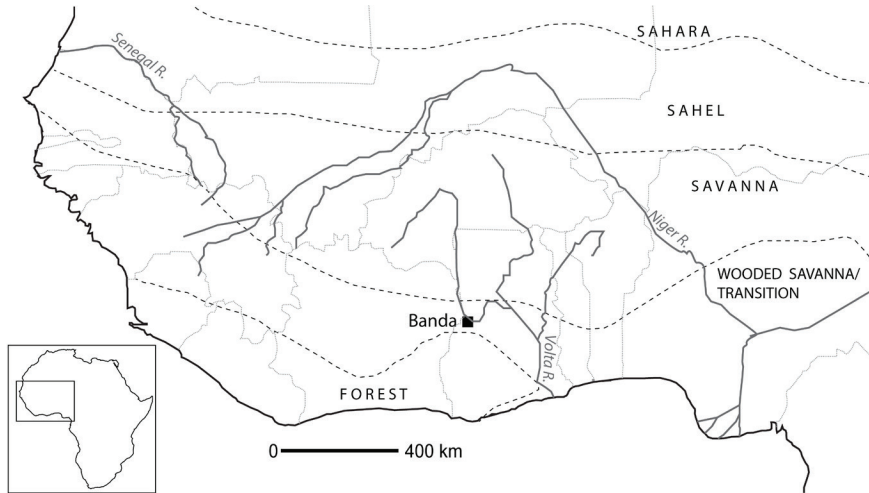 SAHARA
Senegal R.
SAHEL
SAVANNA
Niger R.
WOODED SAVANNA/
TRANSITION
Banda
Volta R.
FOREST
0 400 km